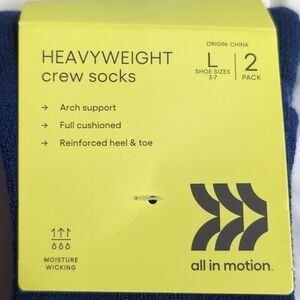 ORIGIN: CHINA
HEAVYWEIGHT
crew socks
L
SHOE SIZES
3-7
2
PACK
→ Arch support
→ Full cushioned
→ Reinforced heel & toe
MOISTURE
WICKING
all in motion.